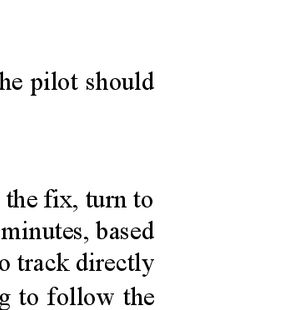 he pilot should
the fix, turn to
minutes, based
o track directly
g to follow the